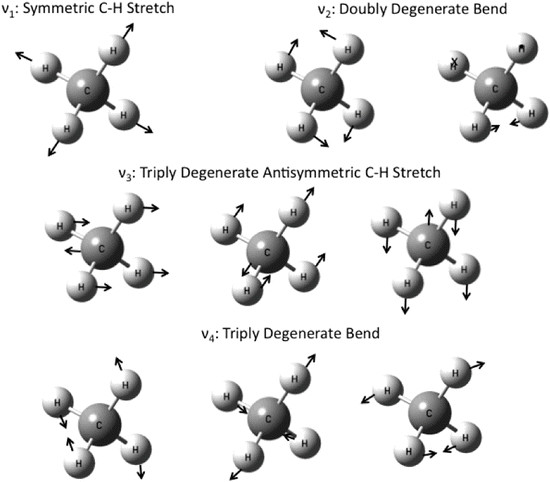 ν1: Symmetric C-H Stretch
ν2: Doubly Degenerate Bend
H H C H H
H H C H H
H H C H H
ν3: Triply Degenerate Antisymmetric C-H Stretch
H H C H H
H H C H H
H H C H H
ν4: Triply Degenerate Bend
H H C H H
H H C H H
H H C H H